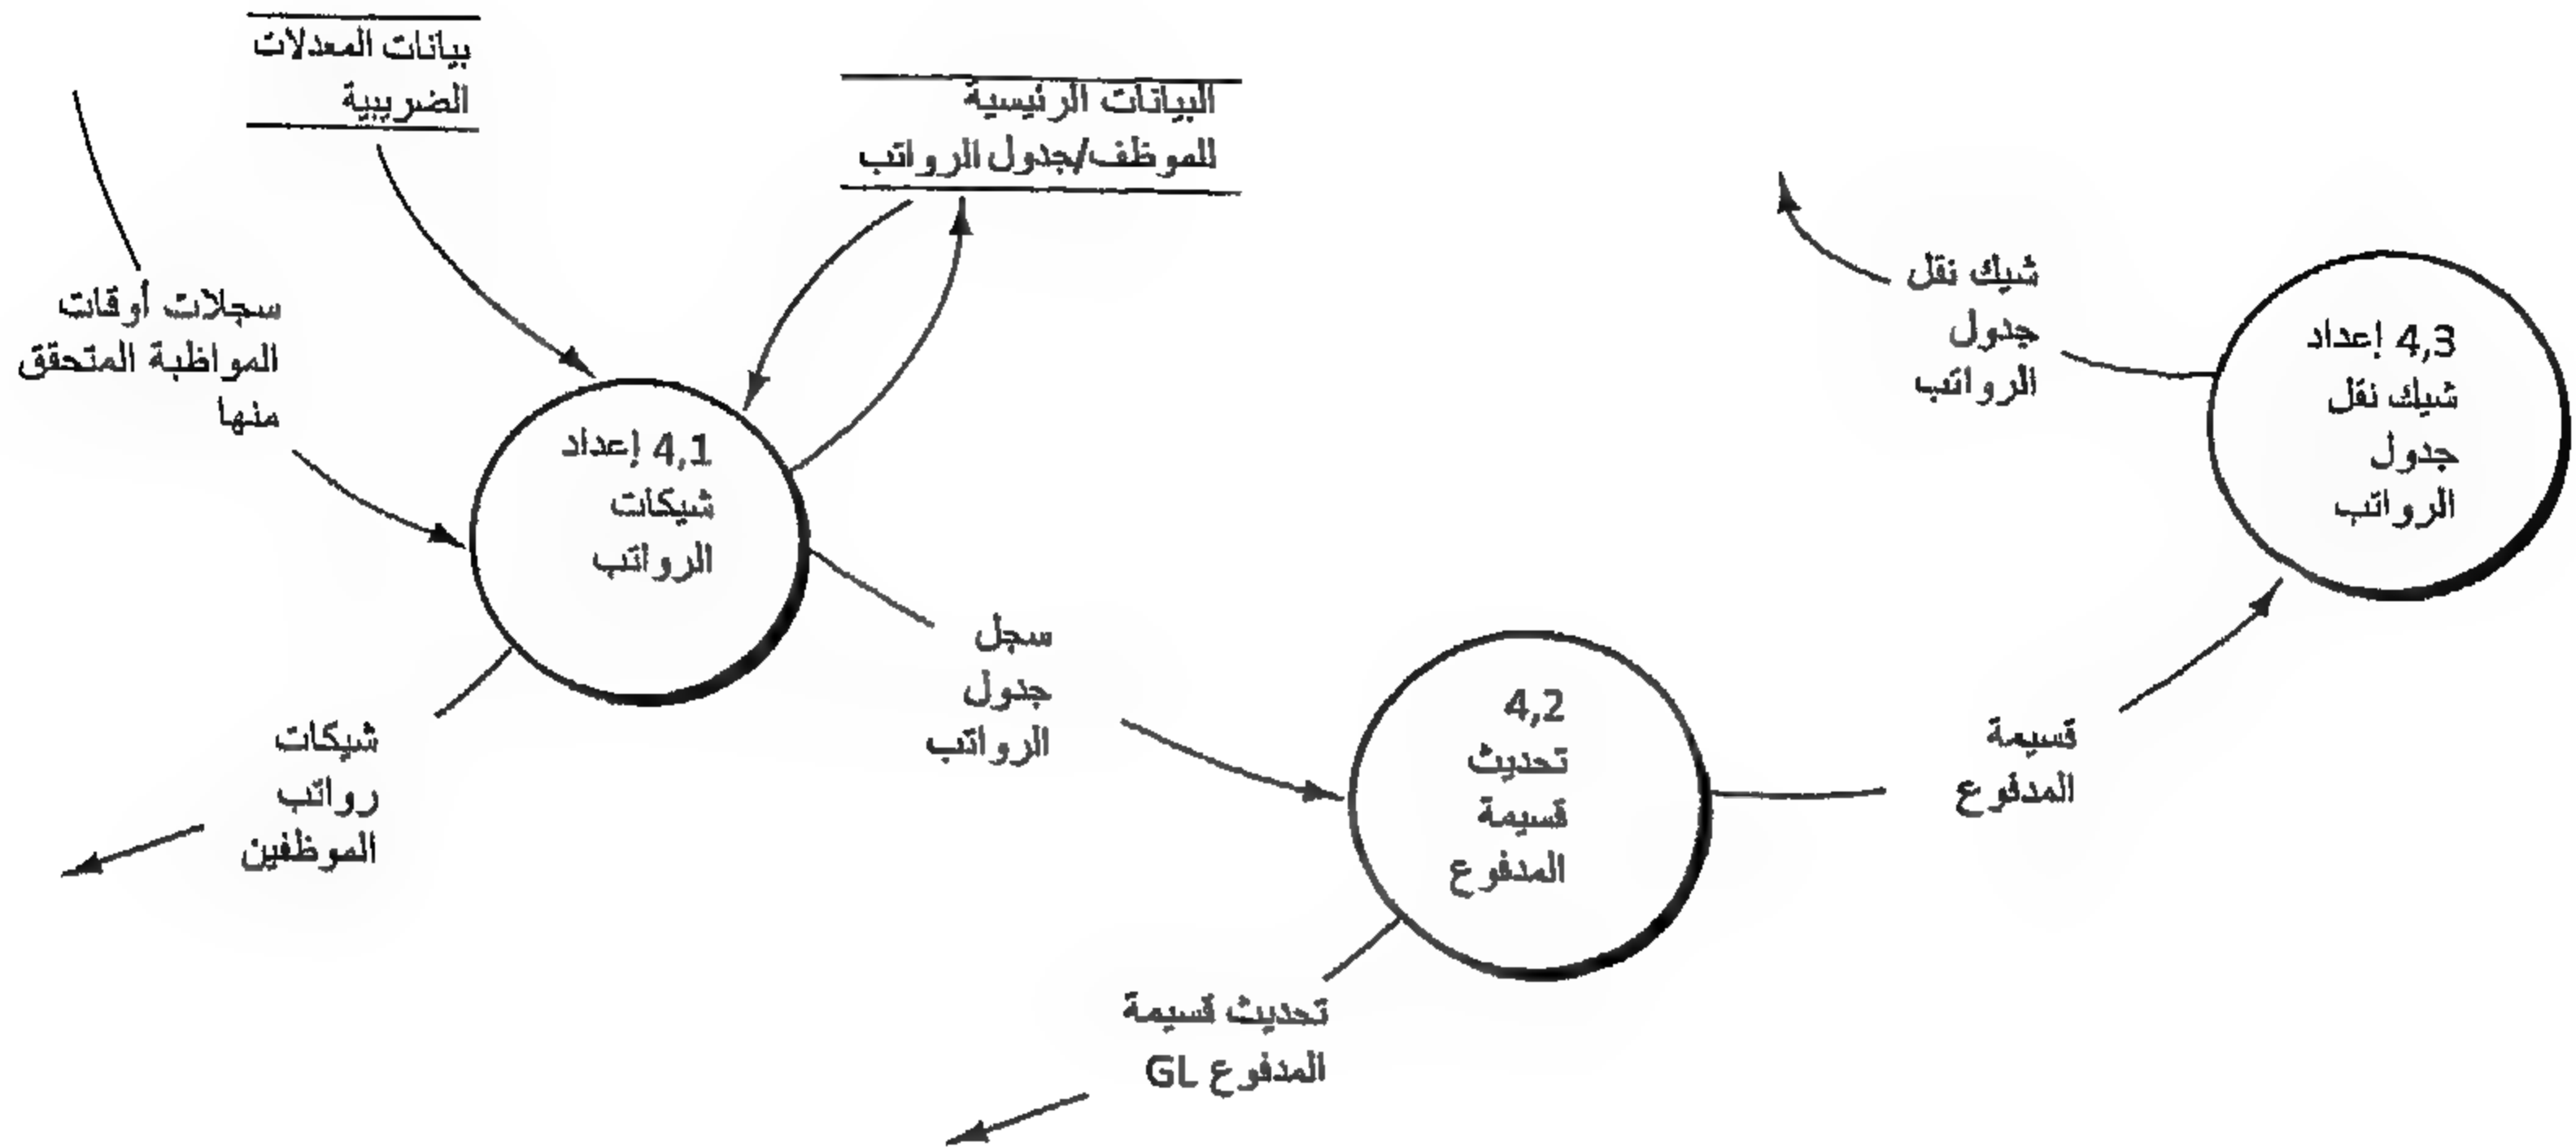 بيانات المعدلات
الضريبية
البيانات الرئيسية
للموظف/جدول الرواتب
سجلات أوقات
المواظبة المتحقق
منها
4,1 إعداد
شيكات
الرواتب
شيكات
رواتب
الموظفين
سجل
جدول
الرواتب
4,2
تحديث
قسيمة
المدفوع
تحديث قسيمة
المدفوع GL
قسيمة
المدفوع
4,3 إعداد
شيك نقل
جدول
الرواتب
شيك نقل
جدول
الرواتب